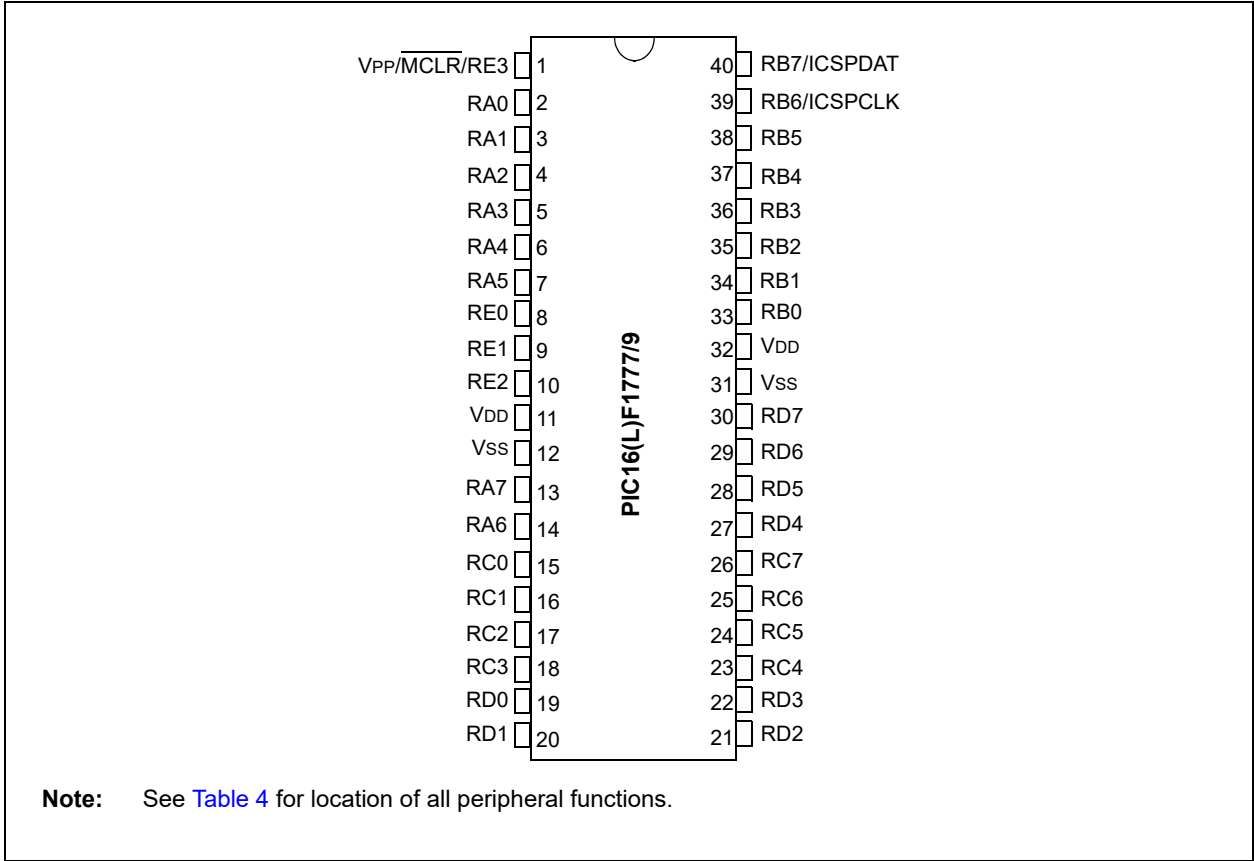 VPP/MCLR/RE3 1 40 RB7/ICSPDAT
RA0 2 39 RB6/ICSPCLK
RA1 3 38 RB5
RA2 4 37 RB4
RA3 5 36 RB3
RA4 6 35 RB2
RA5 7 34 RB1
RE0 8 33 RB0
RE1 9 32 VDD
RE2 10 31 VSS
VDD 11 30 RD7
VSS 12 29 RD6
RA7 13 28 RD5
RA6 14 27 RD4
RC0 15 26 RC7
RC1 16 25 RC6
RC2 17 24 RC5
RC3 18 23 RC4
RD0 19 22 RD3
RD1 20 21 RD2
PIC16(L)F1777/9
Note: See Table 4 for location of all peripheral functions.